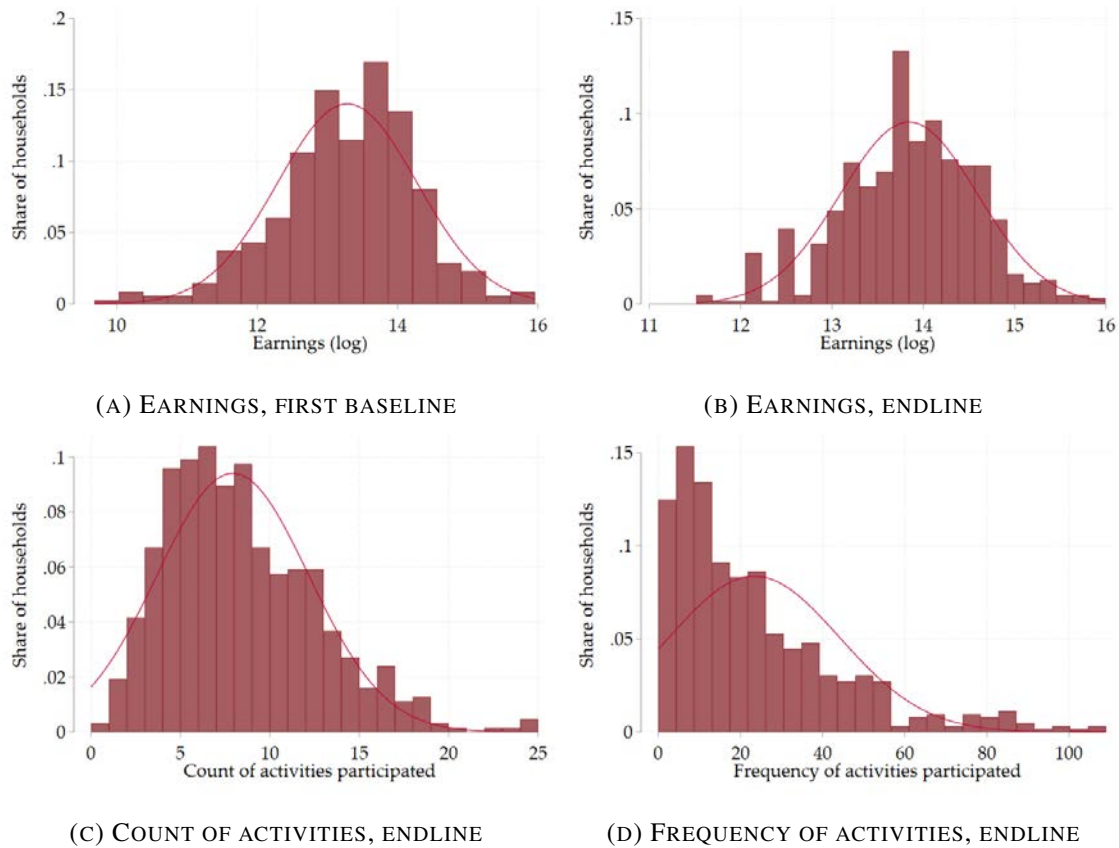 .2
.15
.1
.05
0
Share of households
10 12 14 16
Earnings (log)
(A) EARNINGS, FIRST BASELINE
.15
.1
.05
0
Share of households
11 12 13 14 15 16
Earnings (log)
(B) EARNINGS, ENDLINE
.1
.08
.06
.04
.02
0
Share of households
0 5 10 15 20 25
Count of activities participated
(C) COUNT OF ACTIVITIES, ENDLINE
.15
.1
.05
0
Share of households
0 20 40 60 80 100
Frequency of activities participated
(D) FREQUENCY OF ACTIVITIES, ENDLINE